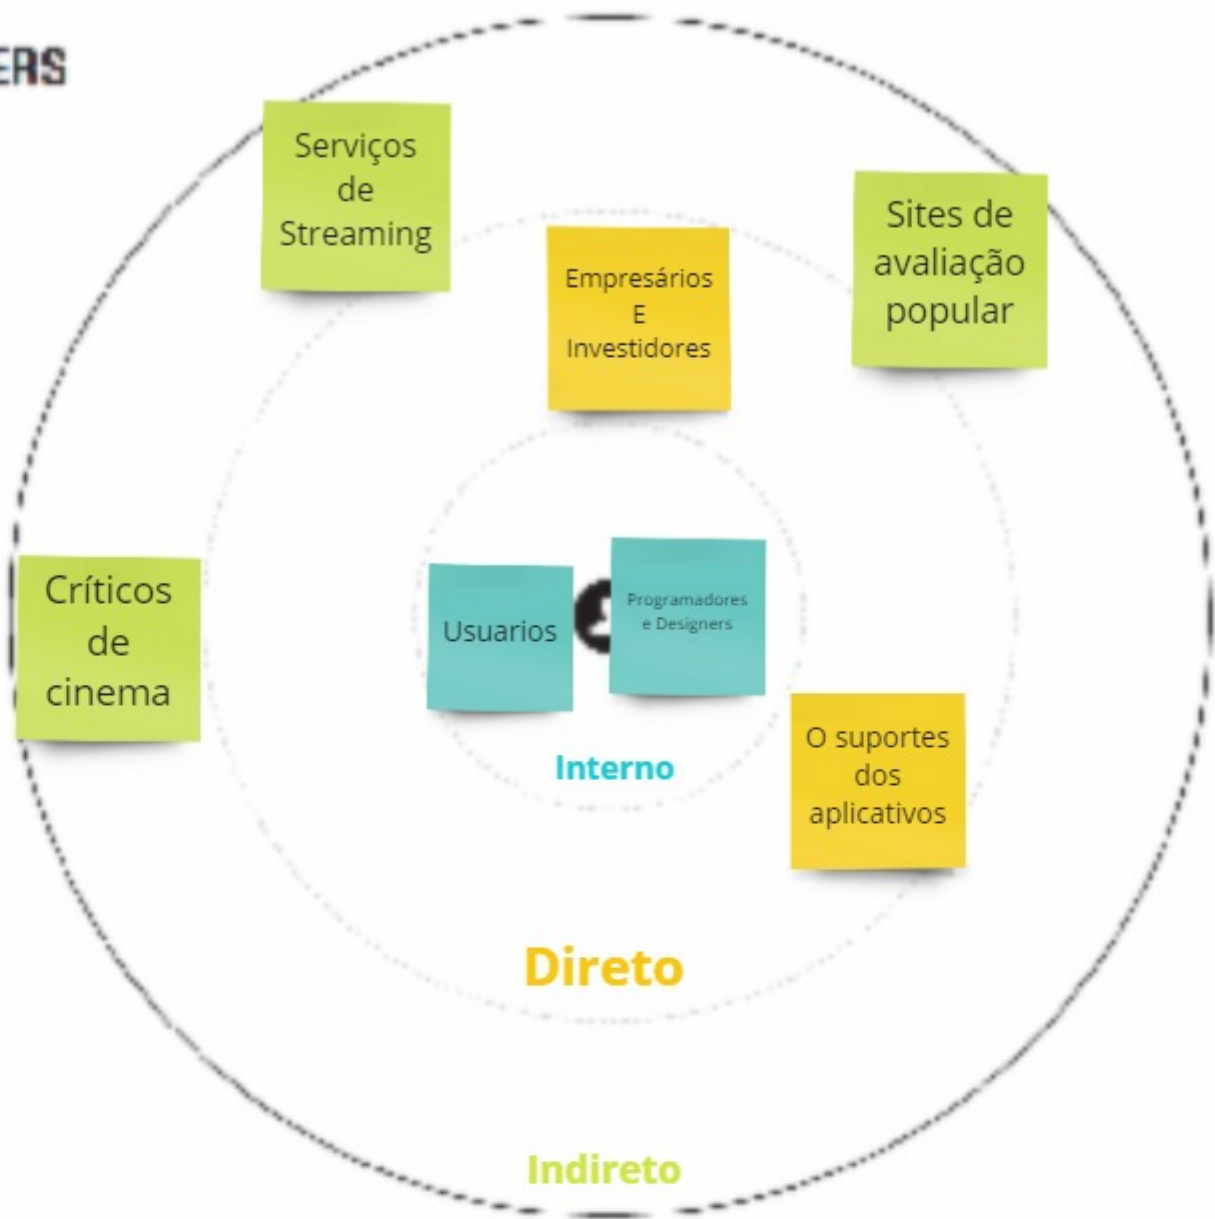 ERS
Serviços
de
Streaming
Sites de
avaliação
popular
Empresários
E
Investidores
Críticos
de
cinema
Usuarios
Programadores
e Designers
Interno
O suportes
dos
aplicativos
Direto
Indireto